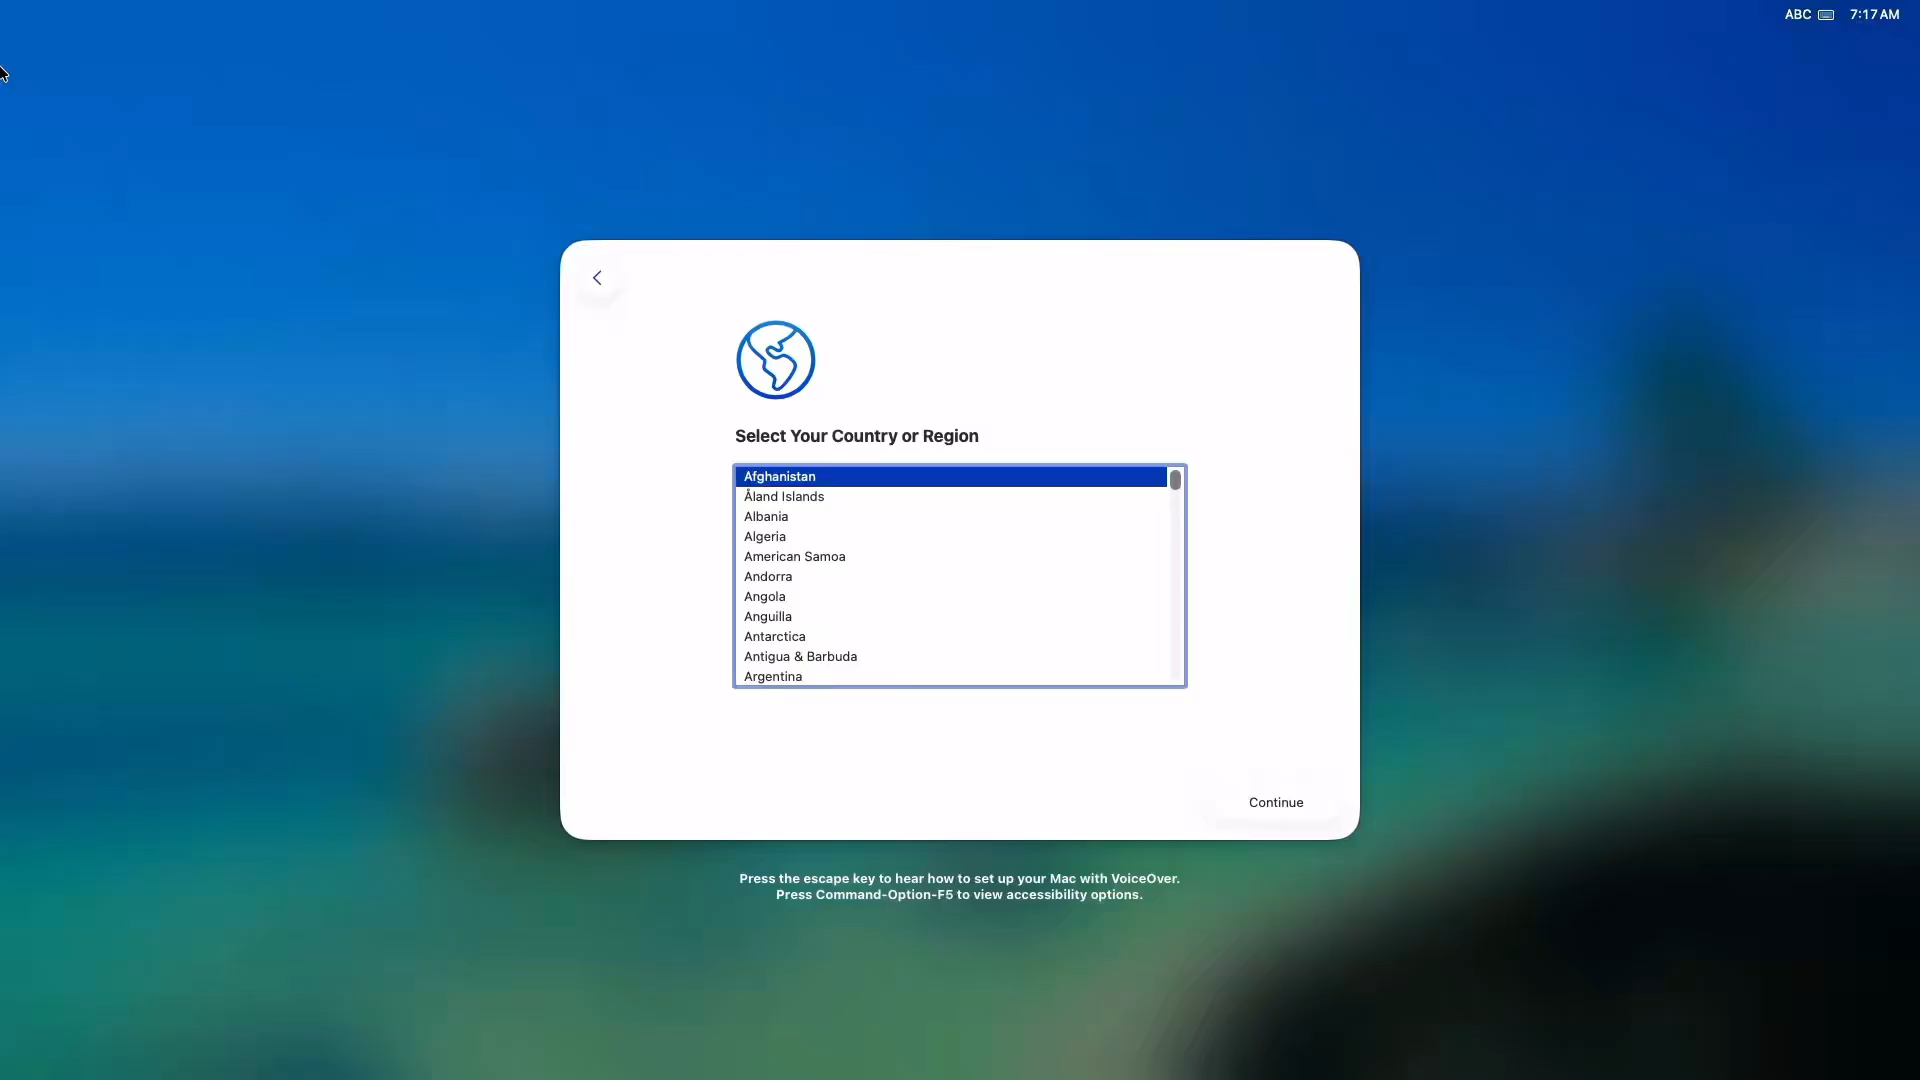 ABC 7:17 AM
Select Your Country or Region
Afghanistan
Åland Islands
Albania
Algeria
American Samoa
Andorra
Angola
Anguilla
Antarctica
Antigua & Barbuda
Argentina
Continue
Press the escape key to hear how to set up your Mac with VoiceOver.
Press Command-Option-F5 to view accessibility options.